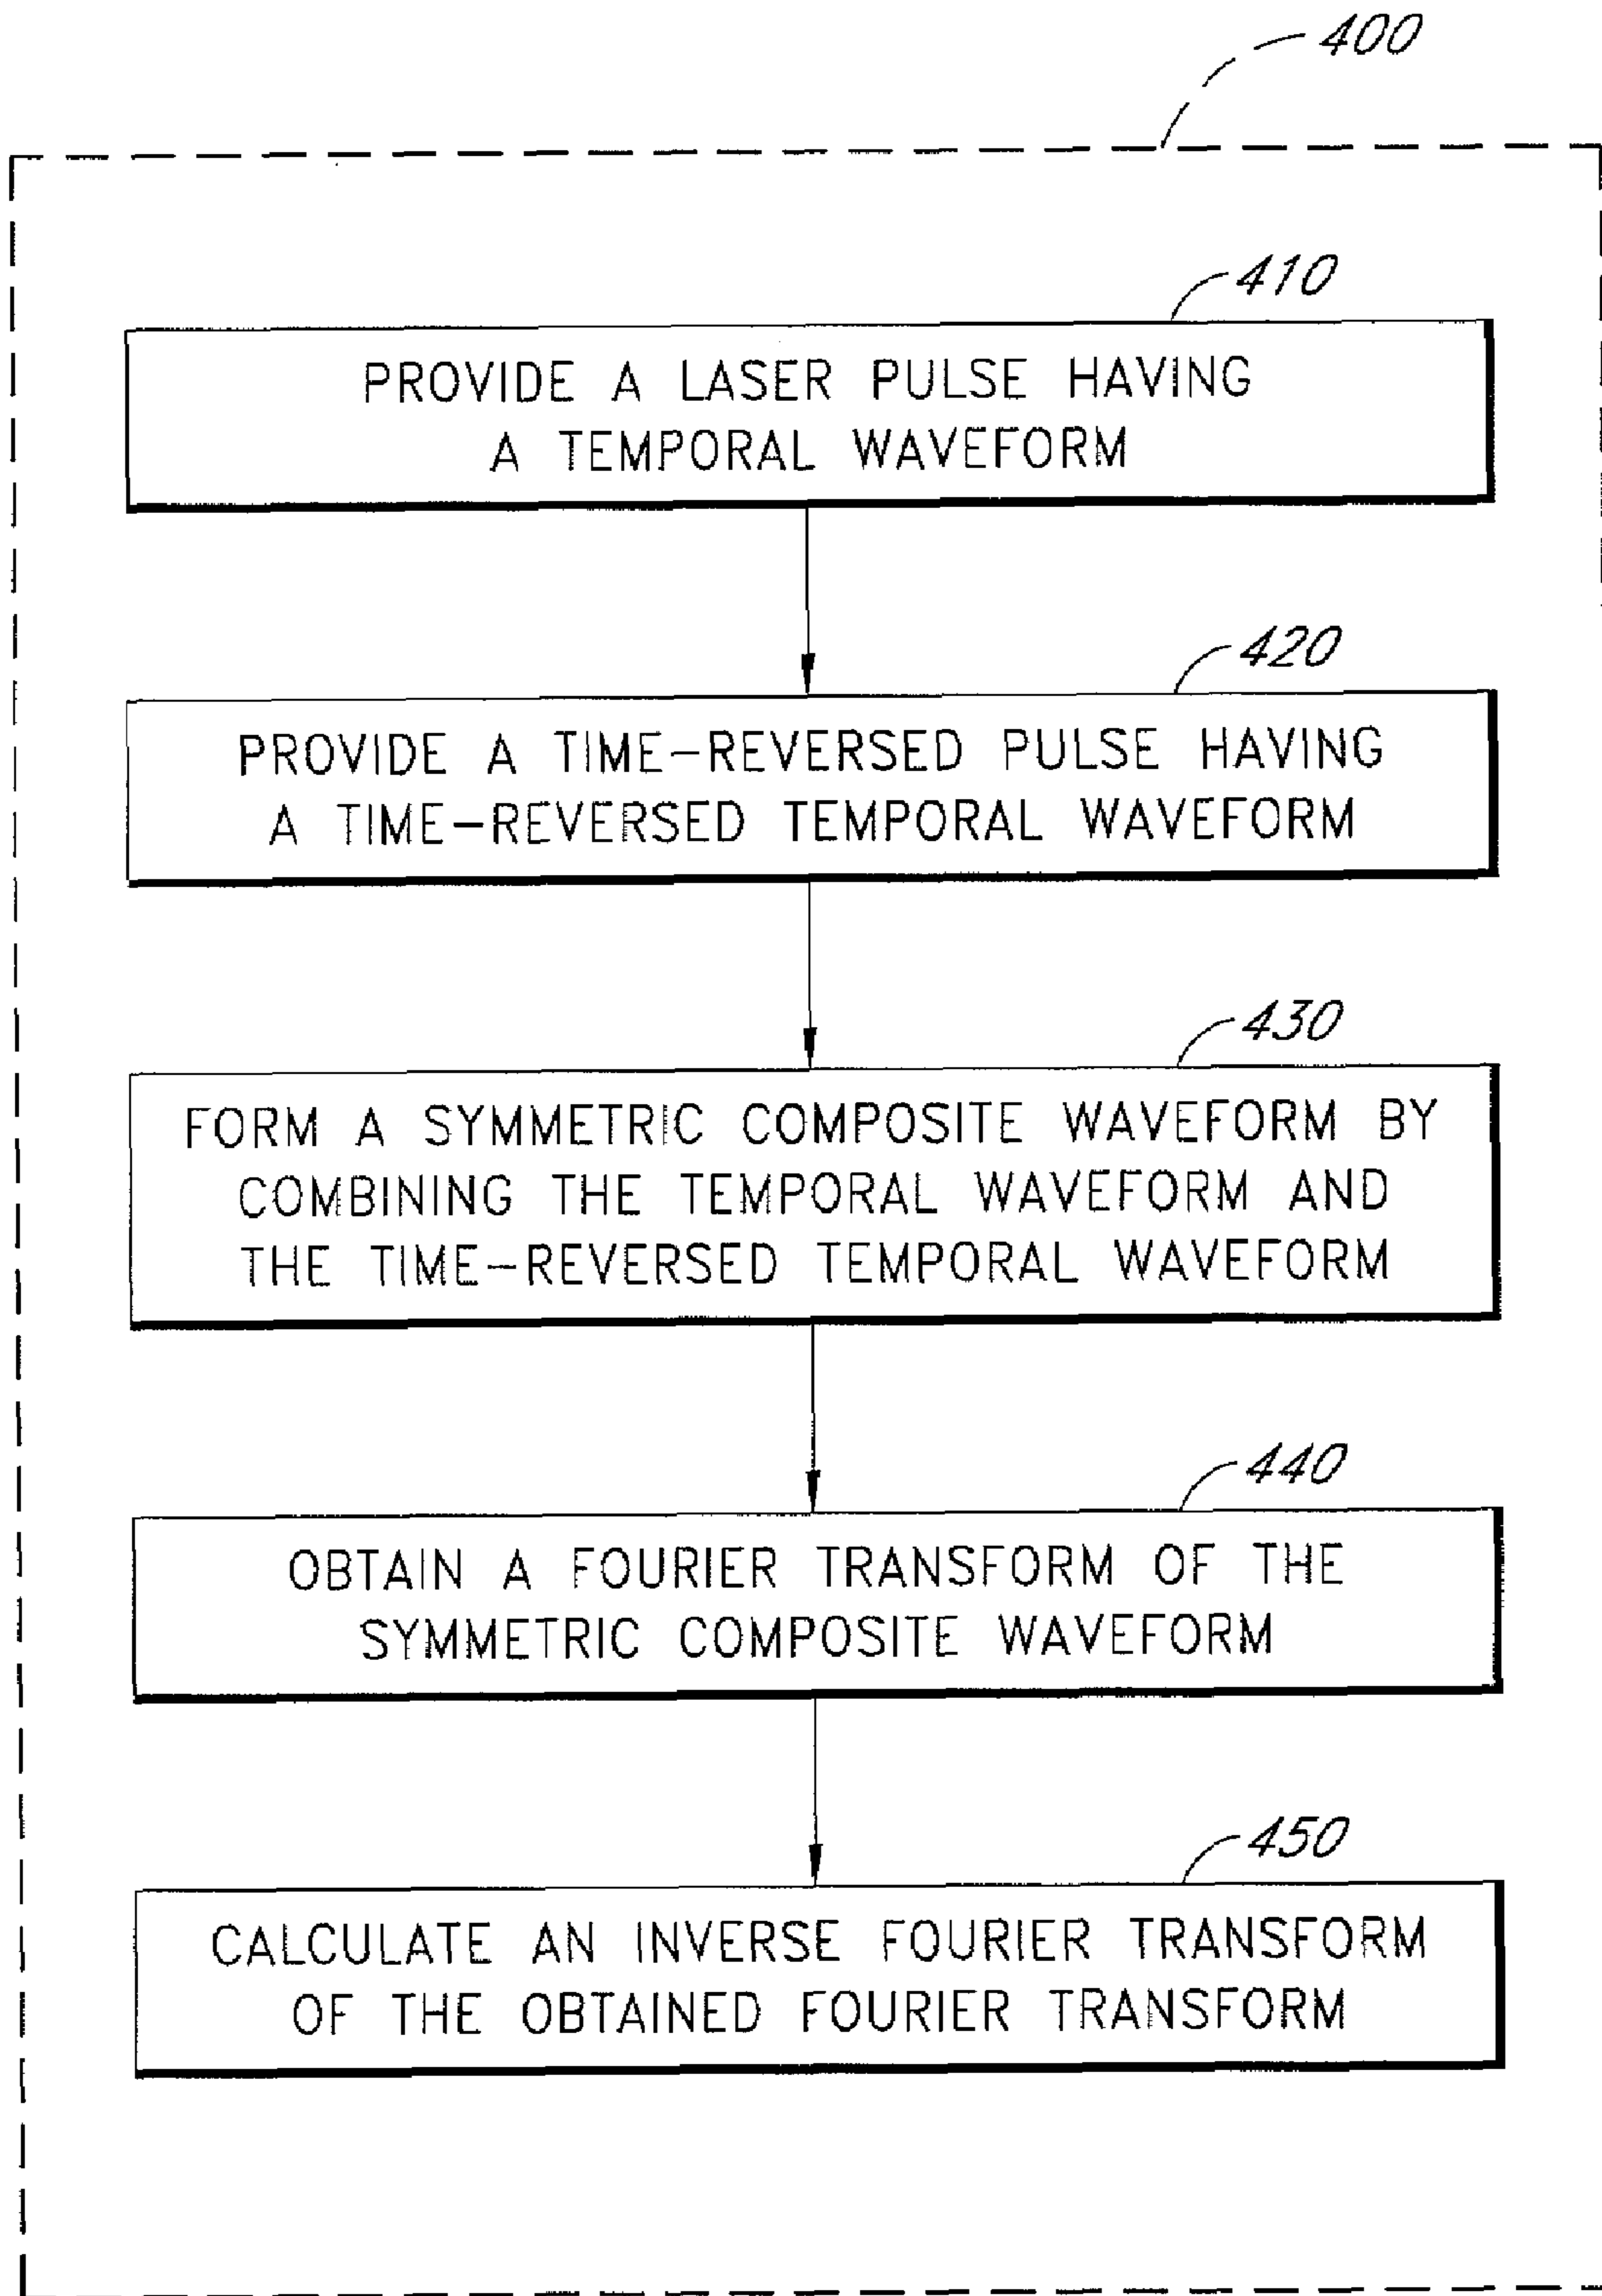 400
410
PROVIDE A LASER PULSE HAVING
A TEMPORAL WAVEFORM
420
PROVIDE A TIME-REVERSED PULSE HAVING
A TIME-REVERSED TEMPORAL WAVEFORM
430
FORM A SYMMETRIC COMPOSITE WAVEFORM BY
COMBINING THE TEMPORAL WAVEFORM AND
THE TIME-REVERSED TEMPORAL WAVEFORM
440
OBTAIN A FOURIER TRANSFORM OF THE
SYMMETRIC COMPOSITE WAVEFORM
450
CALCULATE AN INVERSE FOURIER TRANSFORM
OF THE OBTAINED FOURIER TRANSFORM